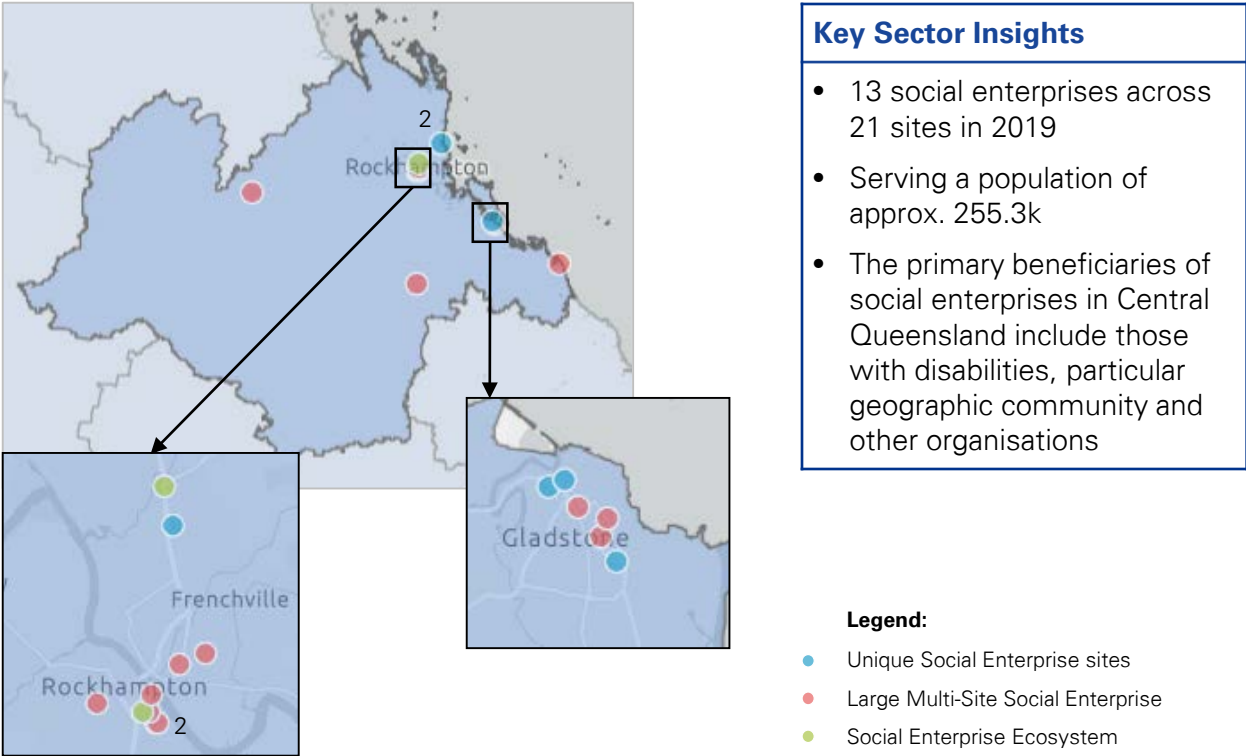 2
Rockhampton
Gladstone
Frenchville
Rockhampton
2
Key Sector Insights
• 13 social enterprises across
21 sites in 2019
• Serving a population of
approx. 255.3k
• The primary beneficiaries of
social enterprises in Central
Queensland include those
with disabilities, particular
geographic community and
other organisations
Legend:
Unique Social Enterprise sites
Large Multi-Site Social Enterprise
Social Enterprise Ecosystem